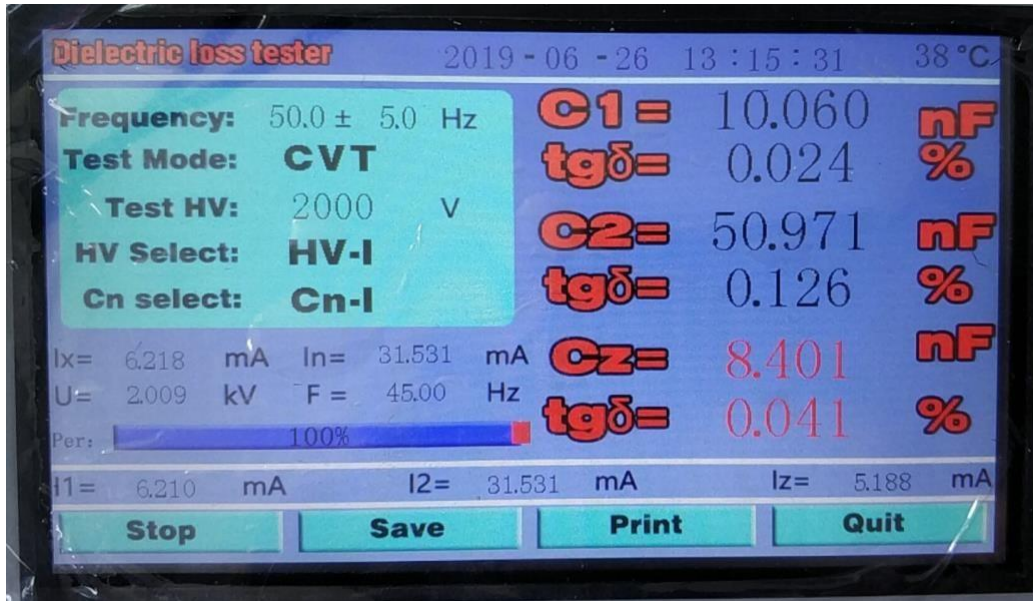 Dielectric loss tester 2019-06-26 13:15:31 38°C
Frequency: 50.0 ± 5.0 Hz
Test Mode: CVT
Test HV: 2000 V
HV Select: HV-I
Cn select: Cn-I
C1= 10.060 nF
tgδ= 0.024 %
C2= 50.971 nF
tgδ= 0.126 %
Cz= 8.401 nF
tgδ= 0.041 %
Ix= 6.218 mA In= 31.531 mA
U= 2.009 kV F= 45.00 Hz
Per: 100%
I1= 6.210 mA I2= 31.531 mA Iz= 5.188 mA
Stop Save Print Quit